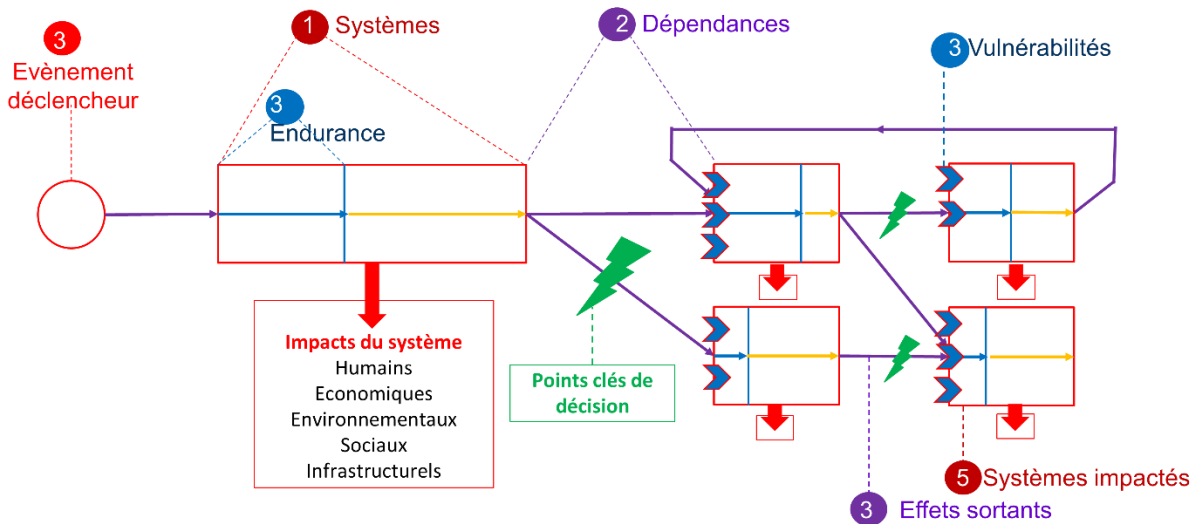 1 Systèmes
2 Dépendances
3
Evènement
déclencheur
3 Vulnérabilités
3
Endurance
Impacts du système
Humains
Economiques
Environnementaux
Sociaux
Infrastructurels
Points clés de
décision
5 Systèmes impactés
3 Effets sortants